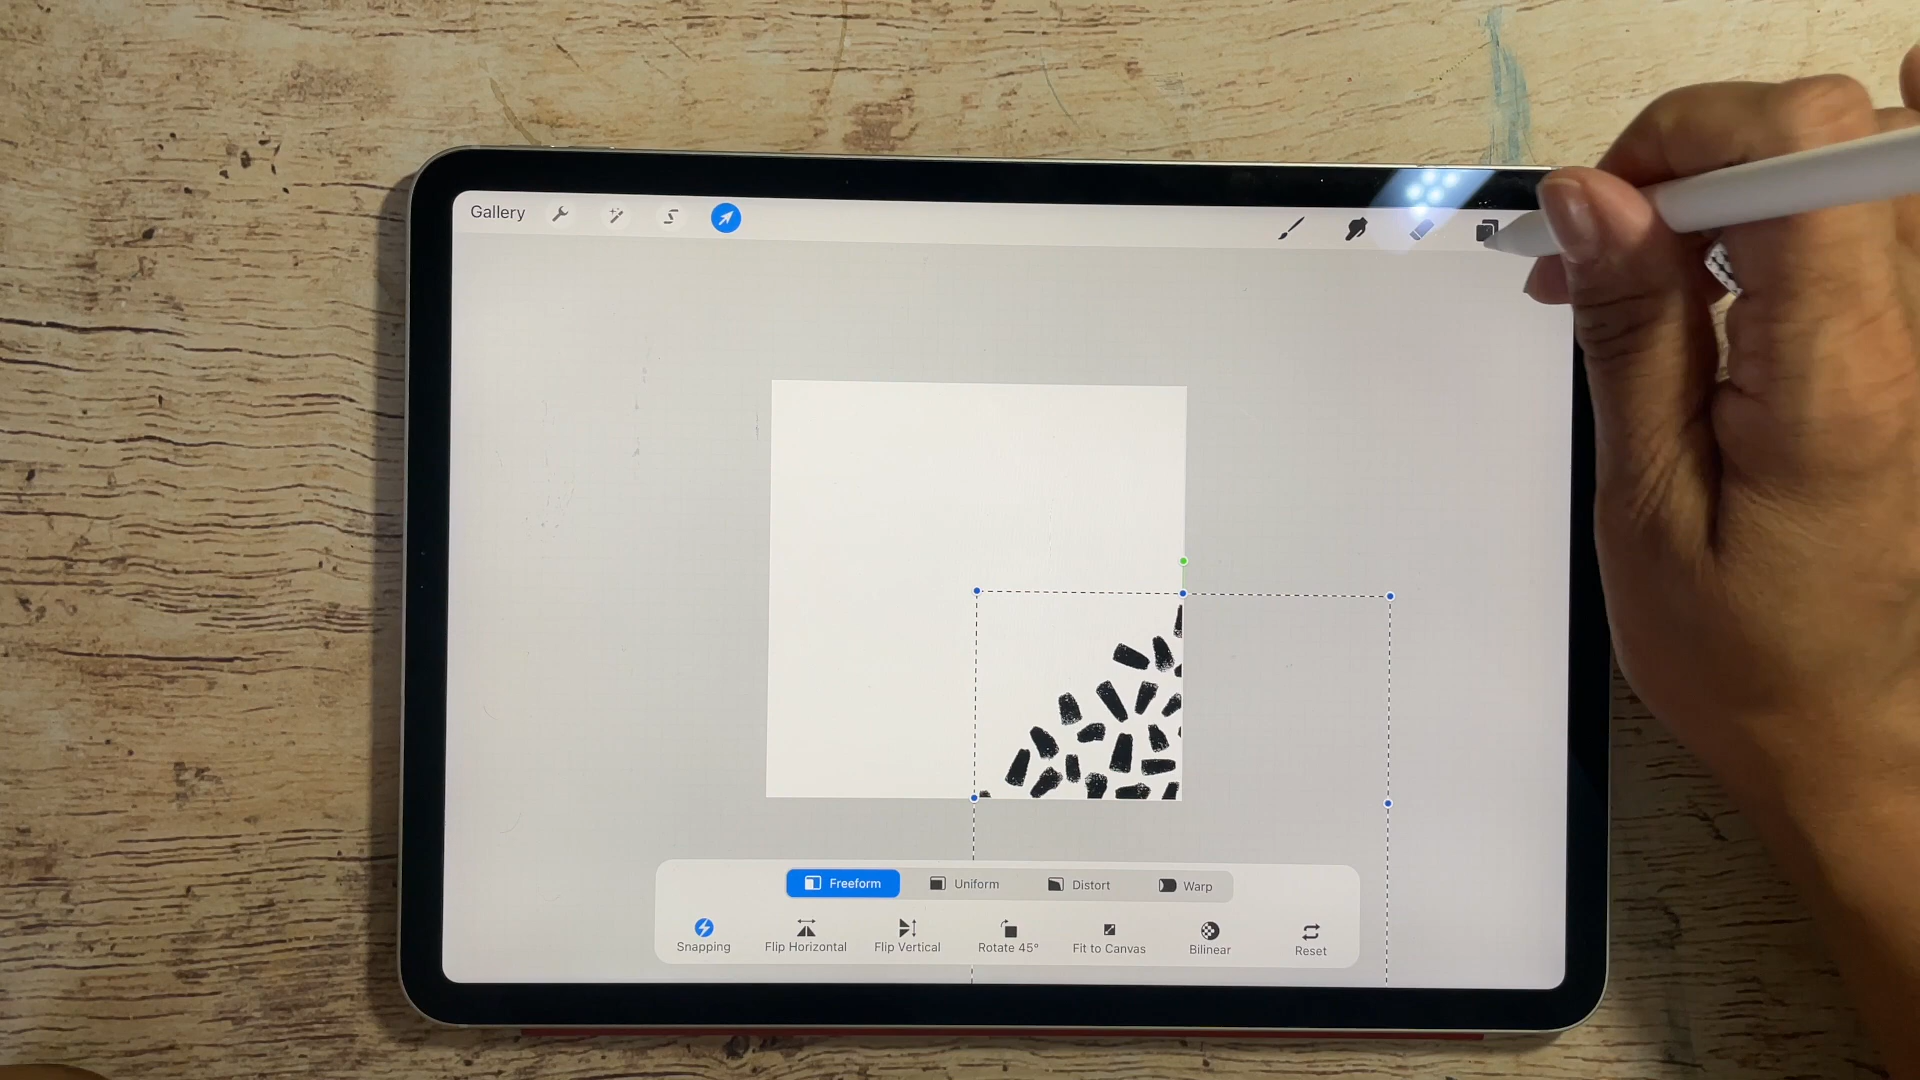 Gallery
Freeform Uniform Distort Warp
Snapping Flip Horizontal Flip Vertical Rotate 45° Fit to Canvas Bilinear Reset